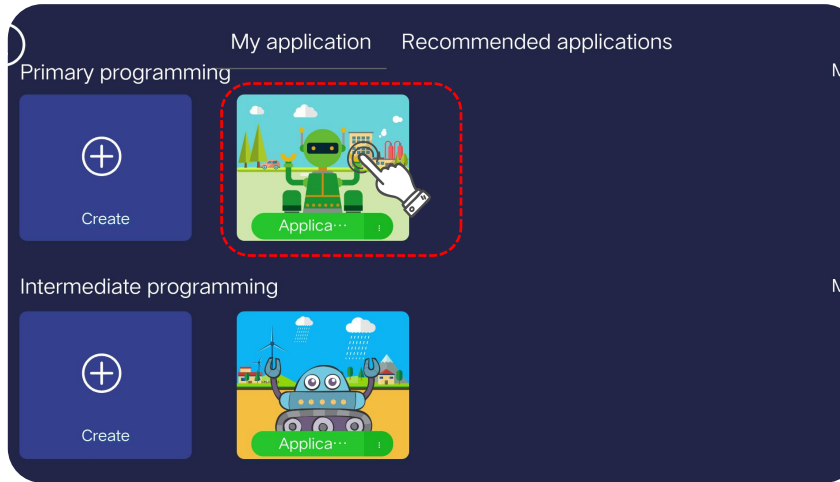 My application Recommended applications
Primary programming M
Create
Applica··· ⋮
Intermediate programming M
Create
Applica··· ⋮